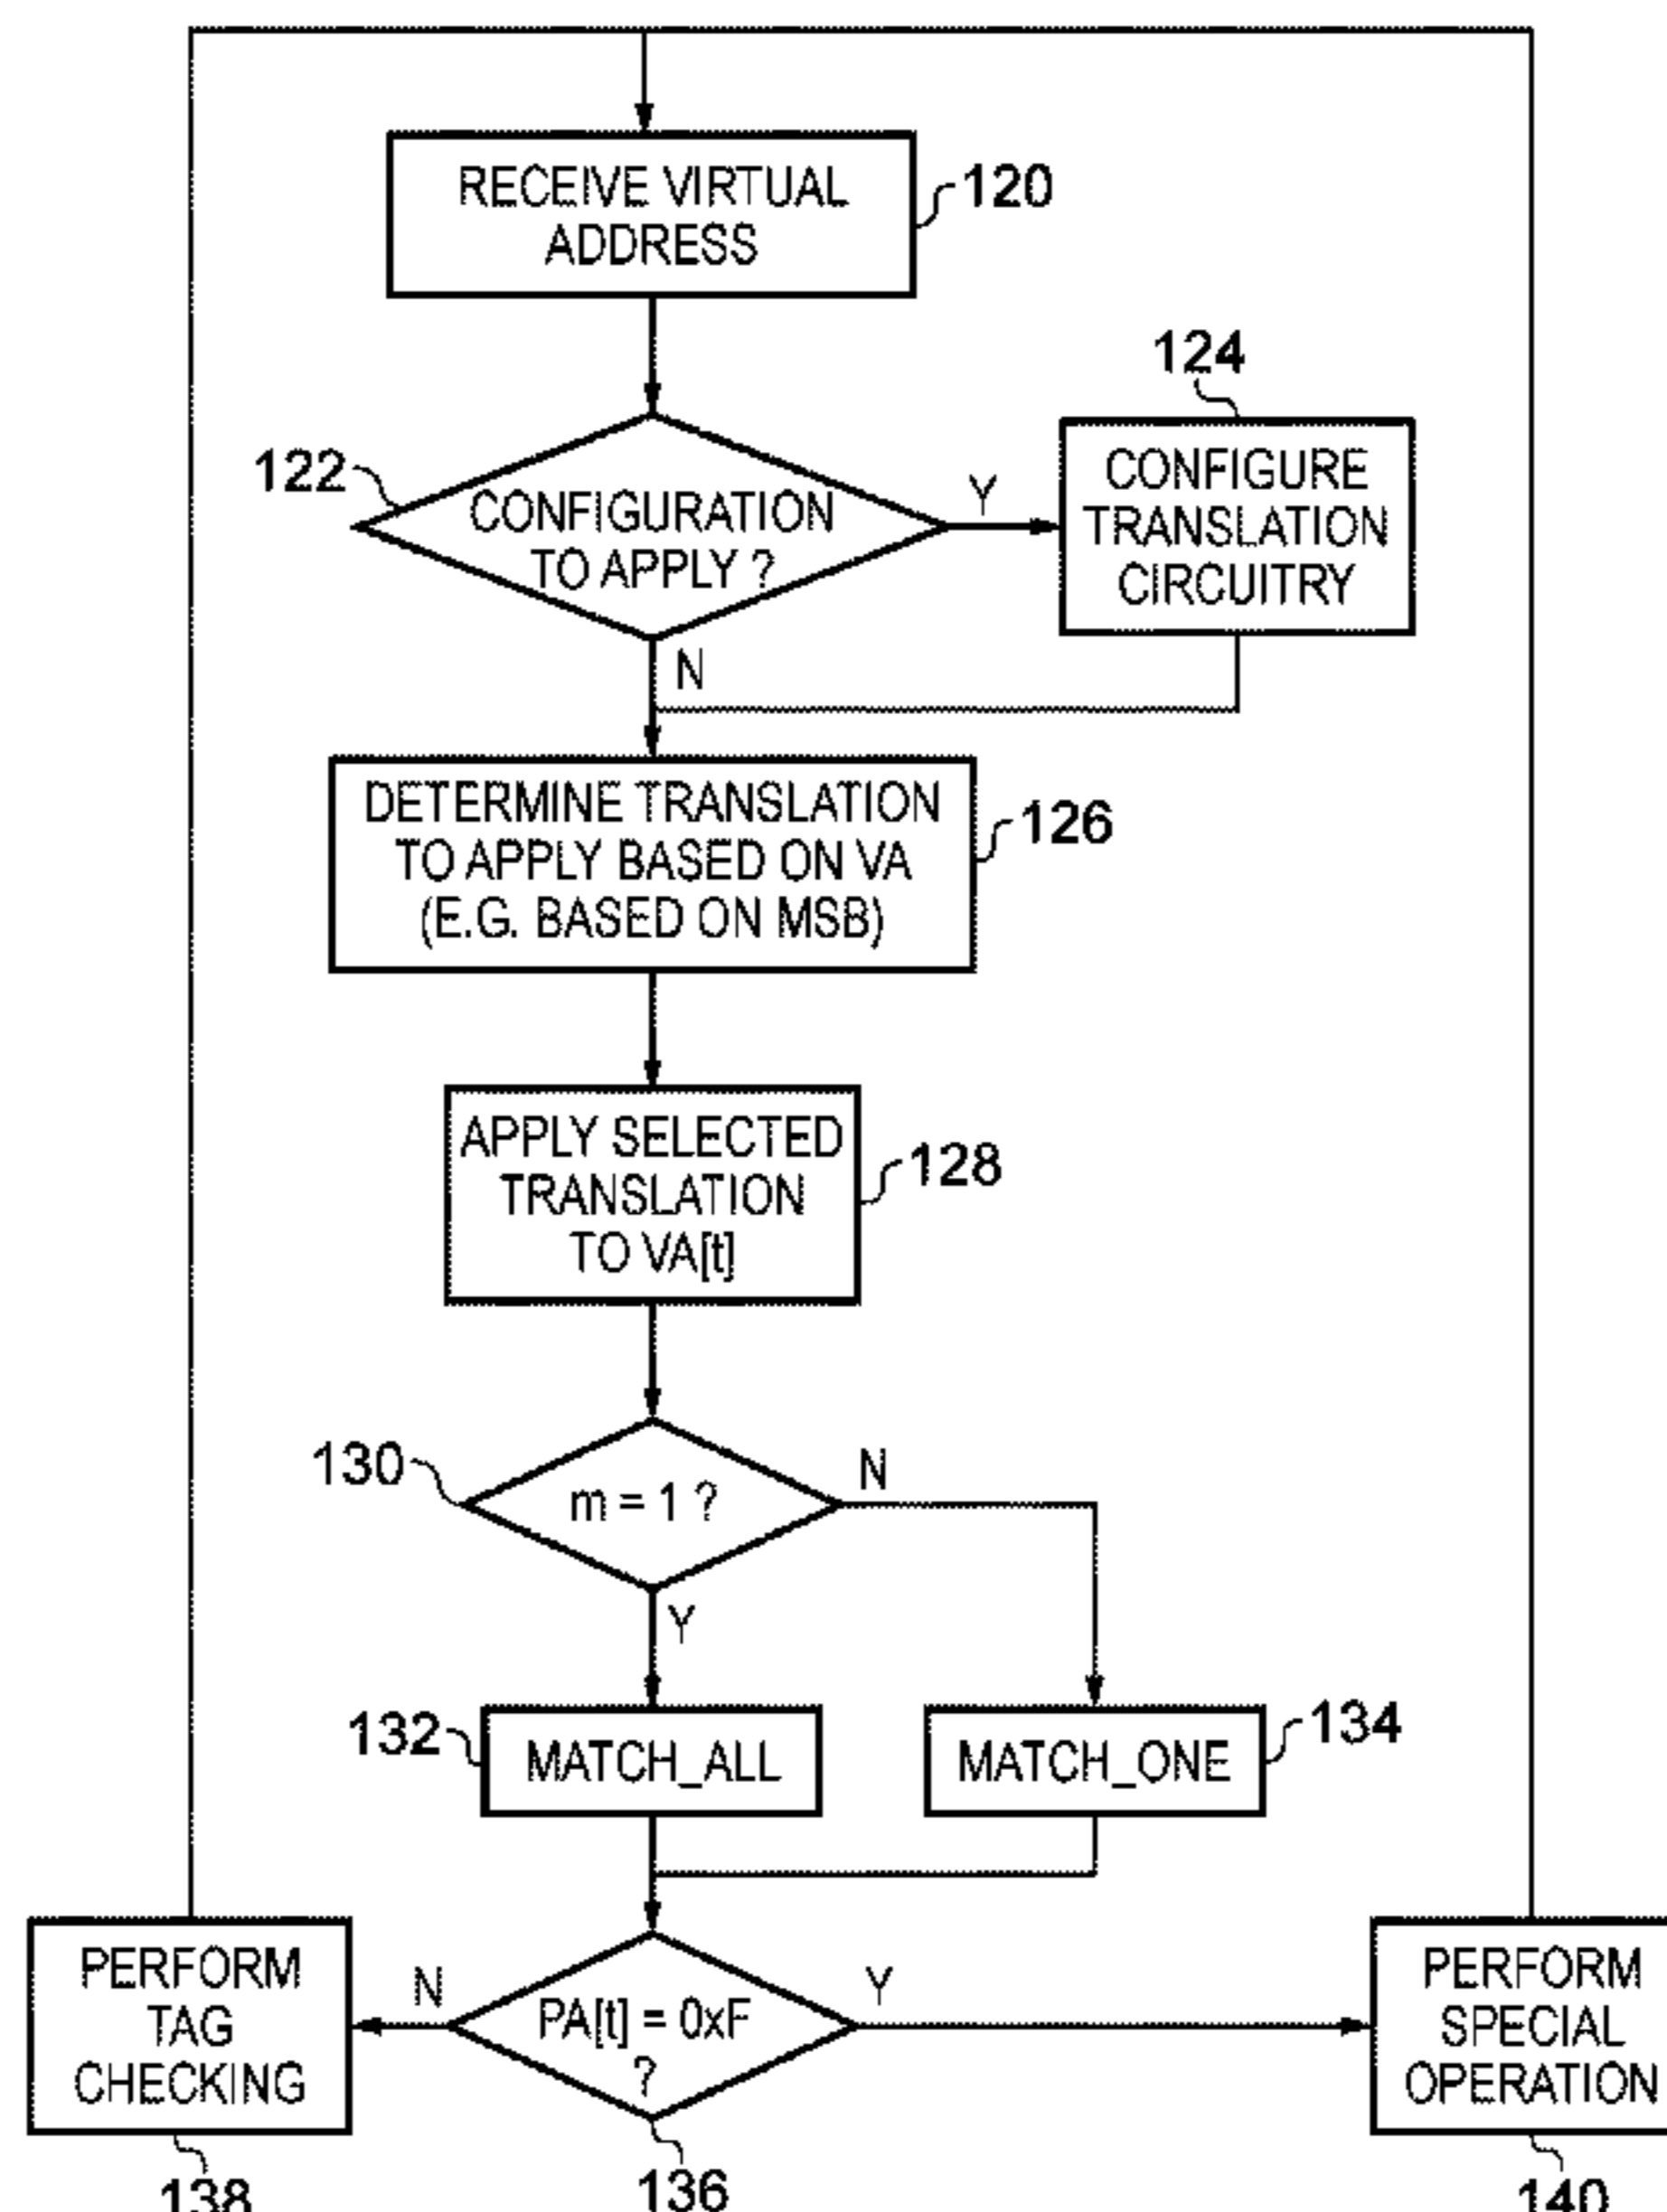 RECEIVE VIRTUAL
ADDRESS
120
124
122
CONFIGURATION
TO APPLY ?
Y
CONFIGURE
TRANSLATION
CIRCUITRY
N
DETERMINE TRANSLATION
TO APPLY BASED ON VA
(E.G. BASED ON MSB)
126
APPLY SELECTED
TRANSLATION
TO VA[t]
128
130
m = 1 ?
N
Y
132
MATCH_ALL
MATCH_ONE
134
PERFORM
TAG
CHECKING
N
PA[t] = 0xF
?
Y
PERFORM
SPECIAL
OPERATION
138
136
140